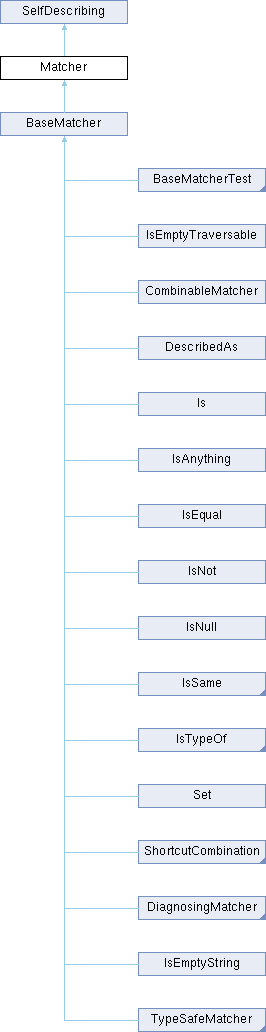 SelfDescribing
Matcher
BaseMatcher
BaseMatcherTest
IsEmptyTraversable
CombinableMatcher
DescribedAs
Is
IsAnything
IsEqual
IsNot
IsNull
IsSame
IsTypeOf
Set
ShortcutCombination
DiagnosingMatcher
IsEmptyString
TypeSafeMatcher